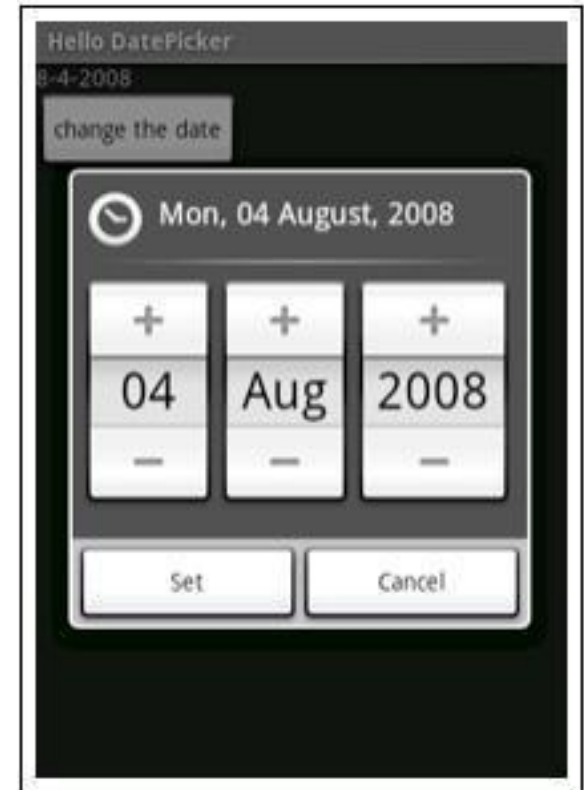 Hello DatePicker
8-4-2008
change the date
Mon, 04 August, 2008
+ + +
04 Aug 2008
− − −
Set Cancel